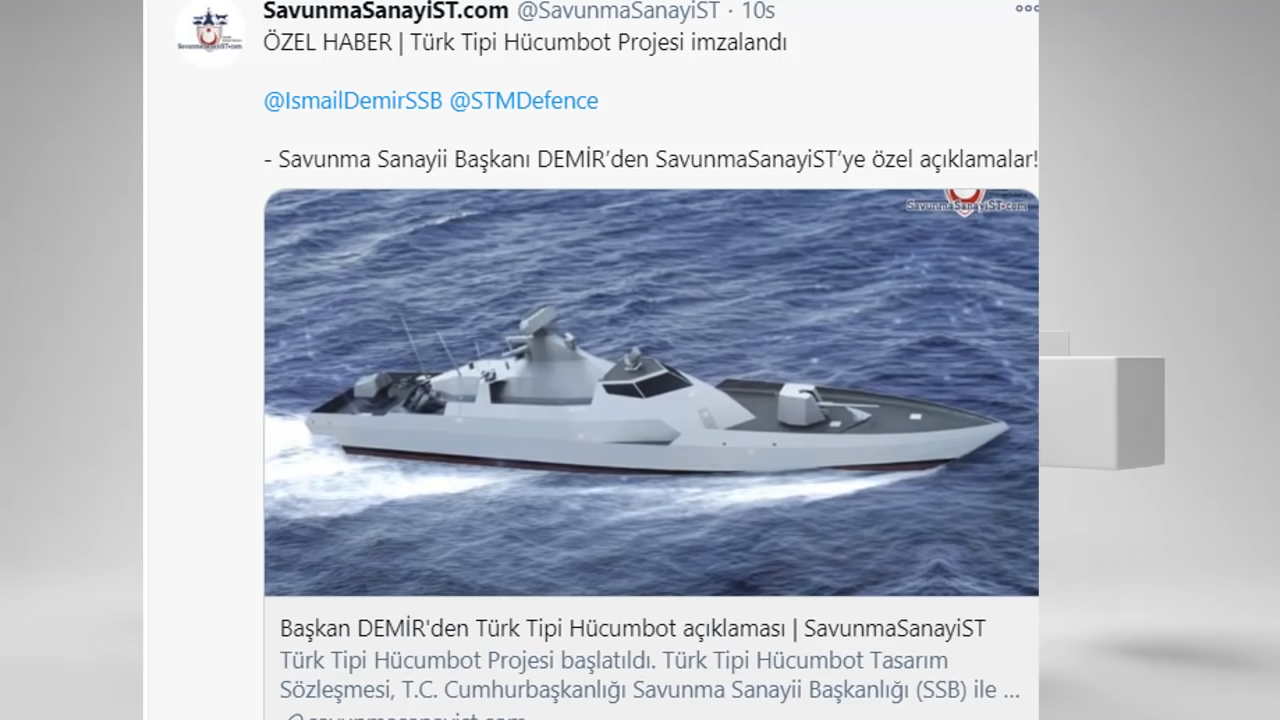 SavunmaSanayiST.com @SavunmaSanayiST · 10s
ÖZEL HABER | Türk Tipi Hücumbot Projesi imzalandı
@IsmailDemirSSB @STMDefence
- Savunma Sanayii Başkanı DEMİR’den SavunmaSanayiST’ye özel açıklamalar!
SavunmaSanayiST.com
Başkan DEMİR'den Türk Tipi Hücumbot açıklaması | SavunmaSanayiST
Türk Tipi Hücumbot Projesi başlatıldı. Türk Tipi Hücumbot Tasarım
Sözleşmesi, T.C. Cumhurbaşkanlığı Savunma Sanayii Başkanlığı (SSB) ile ...
savunmasanayist.com